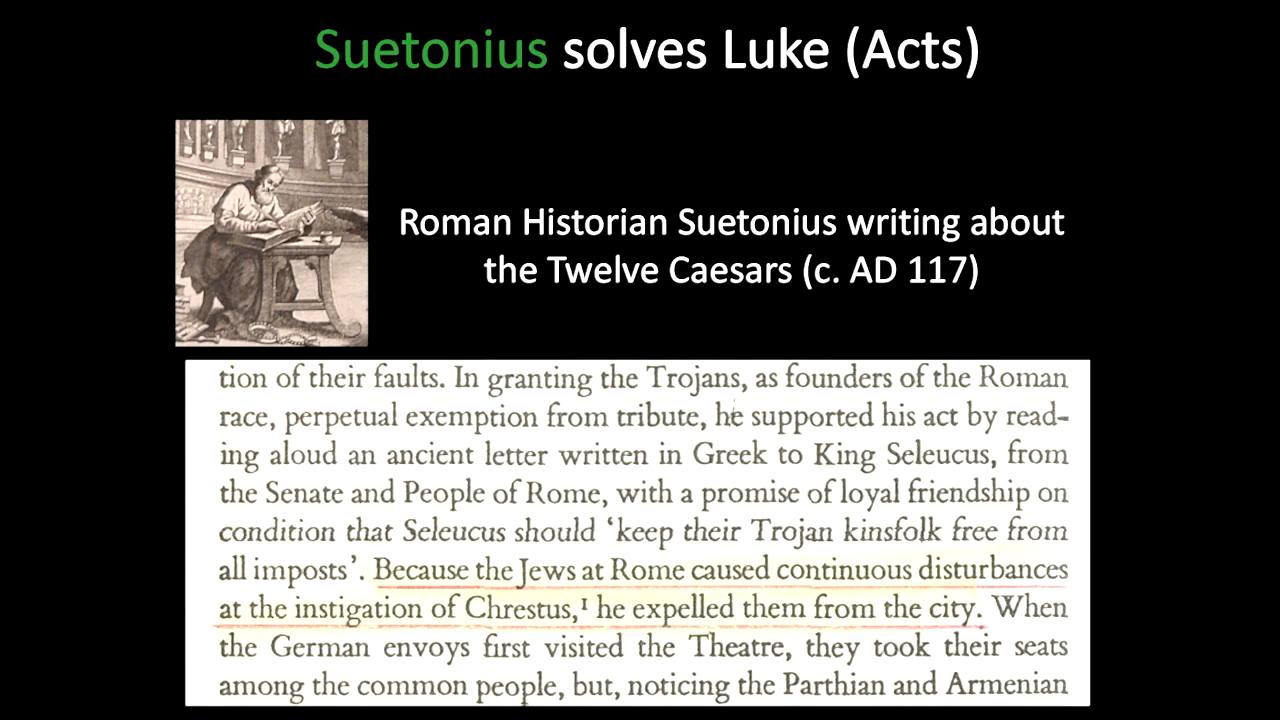 Suetonius solves Luke (Acts)
Roman Historian Suetonius writing about
the Twelve Caesars (c. AD 117)
tion of their faults. In granting the Trojans, as founders of the Roman
race, perpetual exemption from tribute, he supported his act by read-
ing aloud an ancient letter written in Greek to King Seleucus, from
the Senate and People of Rome, with a promise of loyal friendship on
condition that Seleucus should ‘keep their Trojan kinsfolk free from
all imposts’. Because the Jews at Rome caused continuous disturbances
at the instigation of Chrestus,¹ he expelled them from the city. When
the German envoys first visited the Theatre, they took their seats
among the common people, but, noticing the Parthian and Armenian